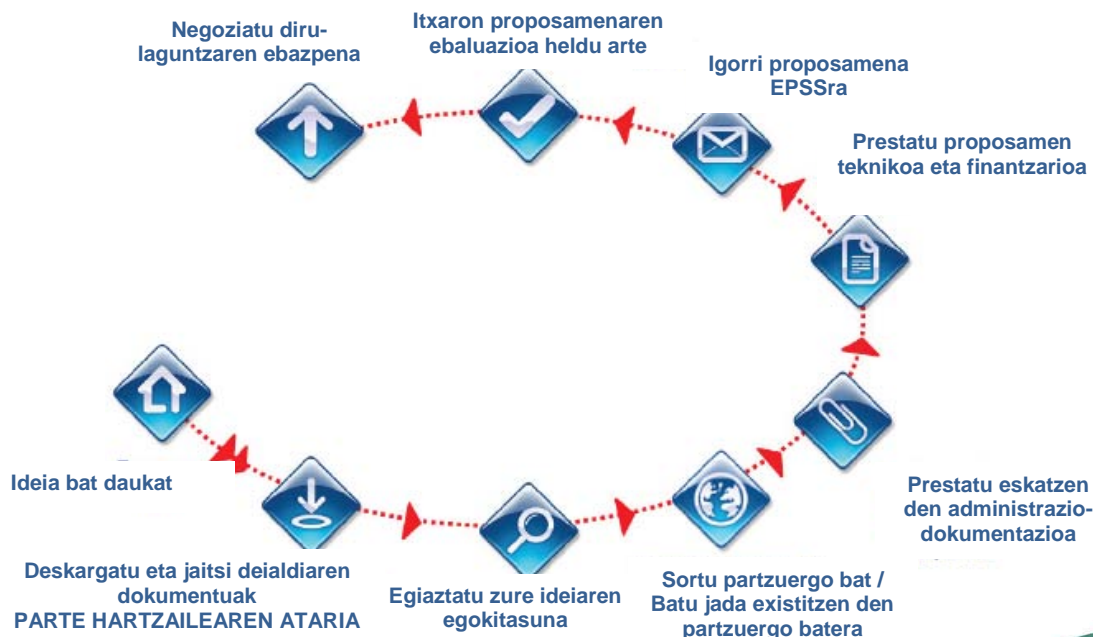 Ideia bat daukat
Deskargatu eta jaitsi deialdiaren
dokumentuak
PARTE HARTZAILEAREN ATARIA
Egiaztatu zure ideiaren
egokitasuna
Sortu partzuergo bat /
Batu jada existitzen den
partzuergo batera
Prestatu eskatzen
den administrazio-
dokumentazioa
Prestatu proposamen
teknikoa eta finantzarioa
Igorri proposamena
EPSSra
Itxaron proposamenaren
ebaluazioa heldu arte
Negoziatu diru-
laguntzaren ebazpena